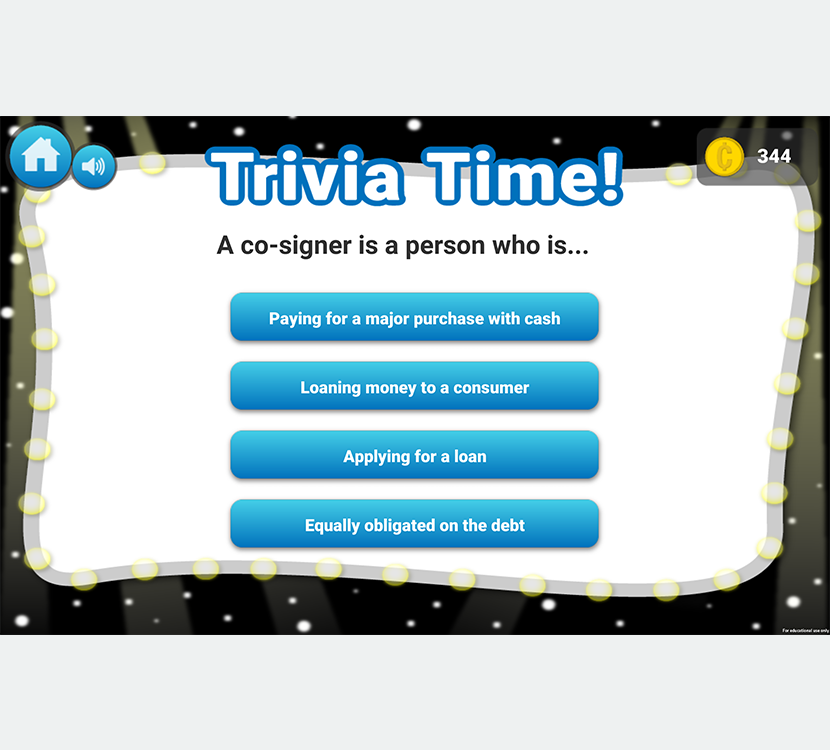 Trivia Time!
344
A co-signer is a person who is...
Paying for a major purchase with cash
Loaning money to a consumer
Applying for a loan
Equally obligated on the debt
For educational use only